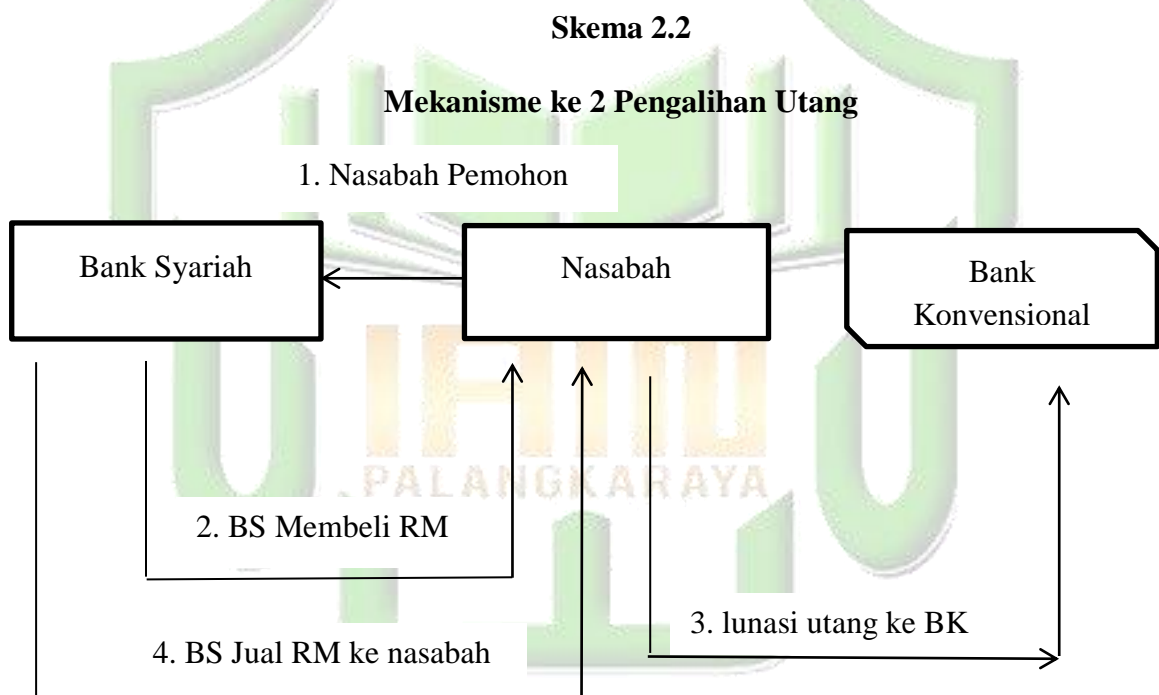 Skema 2.2
Mekanisme ke 2 Pengalihan Utang
1. Nasabah Pemohon
Bank Syariah
Nasabah
Bank
Konvensional
IAIN
PALANGKARAYA
2. BS Membeli RM
3. lunasi utang ke BK
4. BS Jual RM ke nasabah